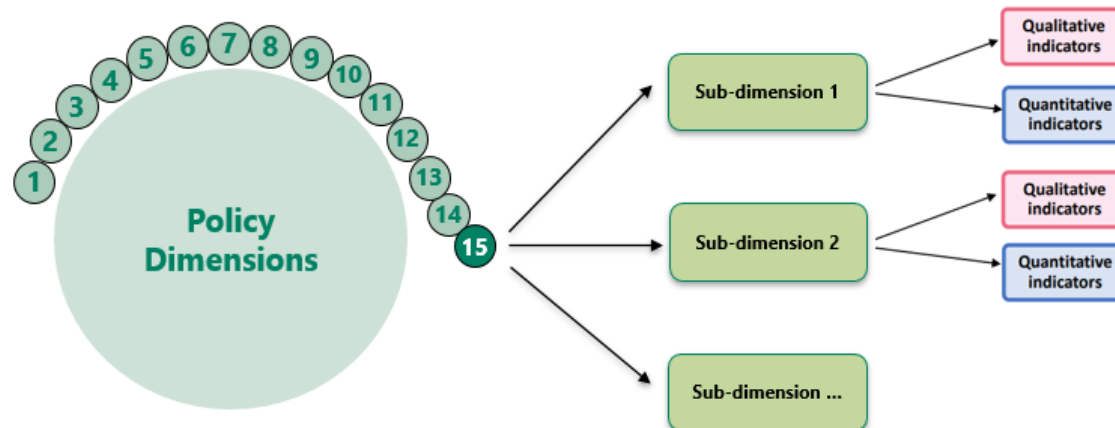 1
2
3
4
5
6
7
8
9
10
11
12
13
14
15
Policy
Dimensions
Sub-dimension 1
Qualitative
indicators
Quantitative
indicators
Sub-dimension 2
Qualitative
indicators
Quantitative
indicators
Sub-dimension ...